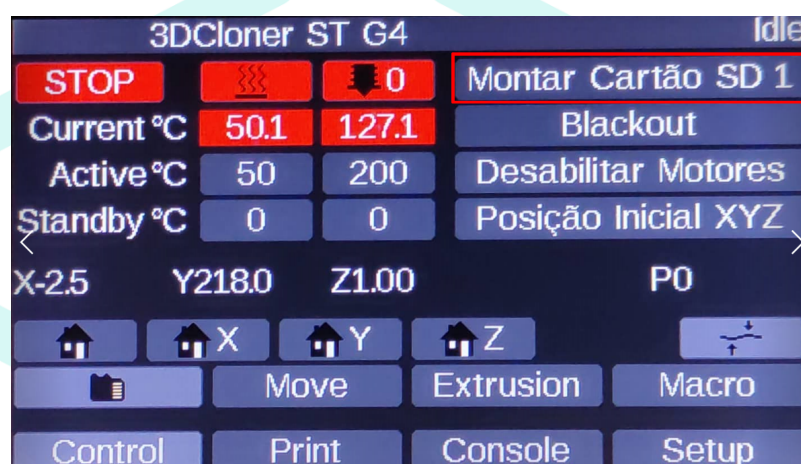 3DCloner ST G4 Idle
STOP 0 Montar Cartão SD 1
Current °C 50.1 127.1 Blackout
Active °C 50 200 Desabilitar Motores
Standby °C 0 0 Posição Inicial XYZ
X-2.5 Y218.0 Z1.00 P0
X Y Z
Move Extrusion Macro
Control Print Console Setup